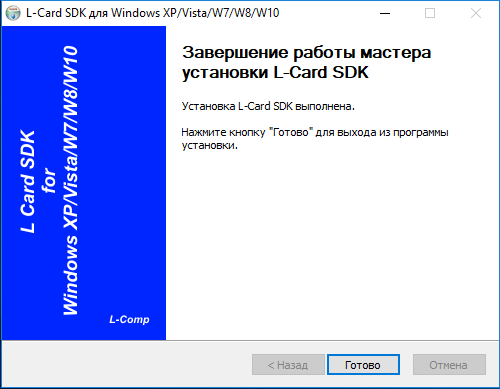 L-Card SDK для Windows XP/Vista/W7/W8/W10
L Card SDK
for
Windows XP/Vista/W7/W8/W10
L-Comp
Завершение работы мастера
установки L-Card SDK
Установка L-Card SDK выполнена.
Нажмите кнопку "Готово" для выхода из программы
установки.
< Назад
Готово
Отмена